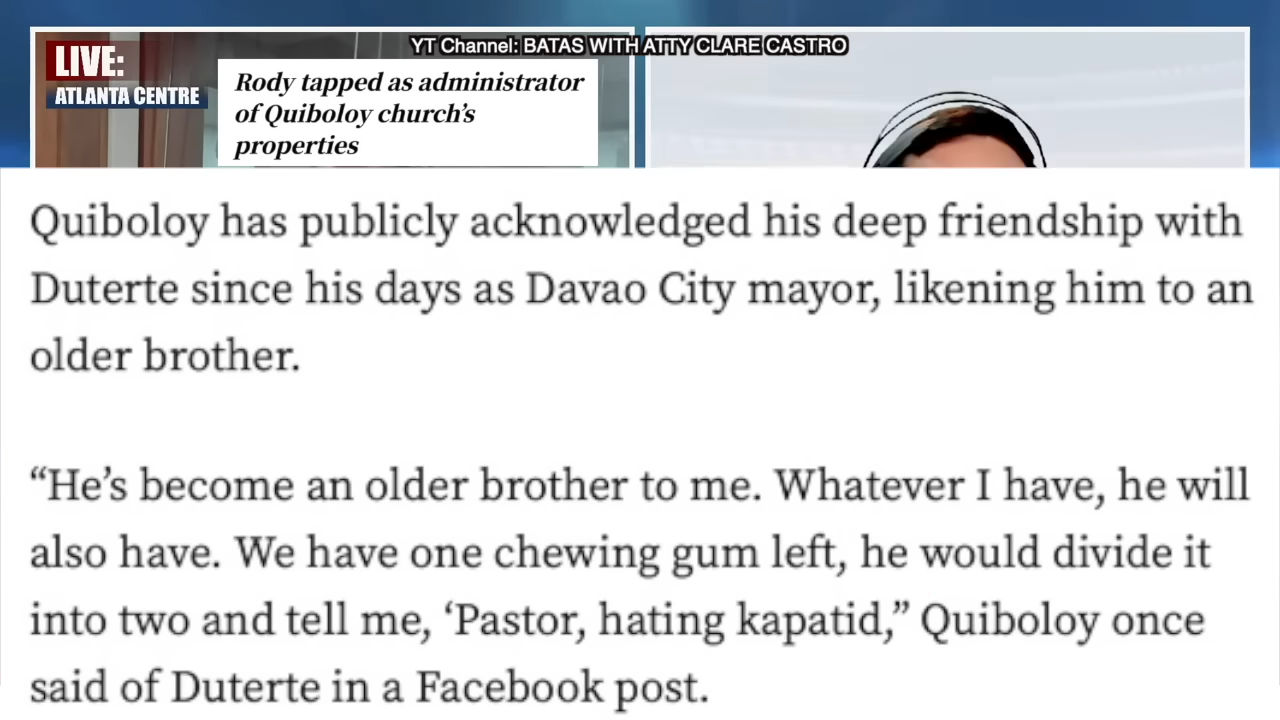 YT Channel: BATAS WITH ATTY CLARE CASTRO
LIVE:
ATLANTA CENTRE
Rody tapped as administrator
of Quiboloy church's
properties
Quiboloy has publicly acknowledged his deep friendship with
Duterte since his days as Davao City mayor, likening him to an
older brother.
“He’s become an older brother to me. Whatever I have, he will
also have. We have one chewing gum left, he would divide it
into two and tell me, ‘Pastor, hating kapatid,” Quiboloy once
said of Duterte in a Facebook post.